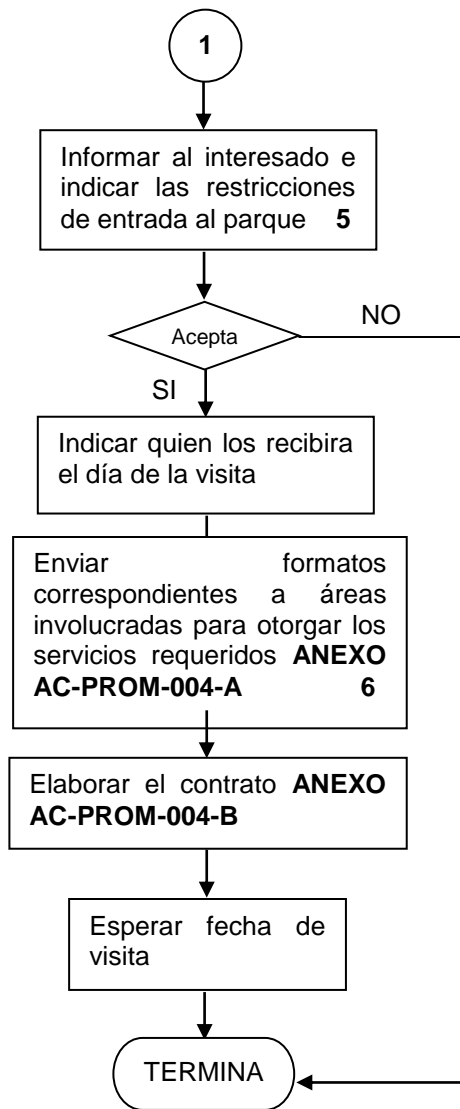 1
Informar al interesado e
indicar las restricciones
de entrada al parque 5
Acepta
NO
SI
Indicar quien los recibira
el día de la visita
Enviar formatos
correspondientes a áreas
involucradas para otorgar los
servicios requeridos ANEXO
AC-PROM-004-A 6
Elaborar el contrato ANEXO
AC-PROM-004-B
Esperar fecha de
visita
TERMINA